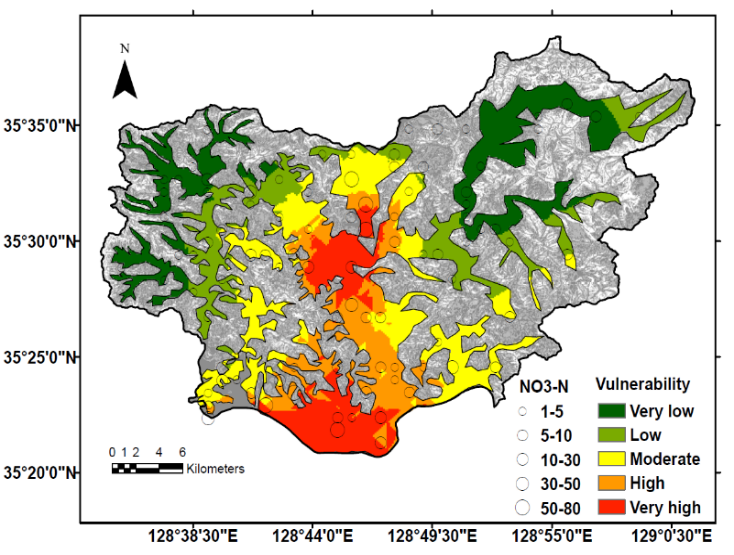 N
35°35'0"N
35°30'0"N
35°25'0"N
35°20'0"N
NO3-N
1-5
5-10
10-30
30-50
50-80
Vulnerability
Very low
Low
Moderate
High
Very high
0 1 2 4 6
Kilometers
128°38'30"E 128°44'0"E 128°49'30"E 128°55'0"E 129°0'30"E